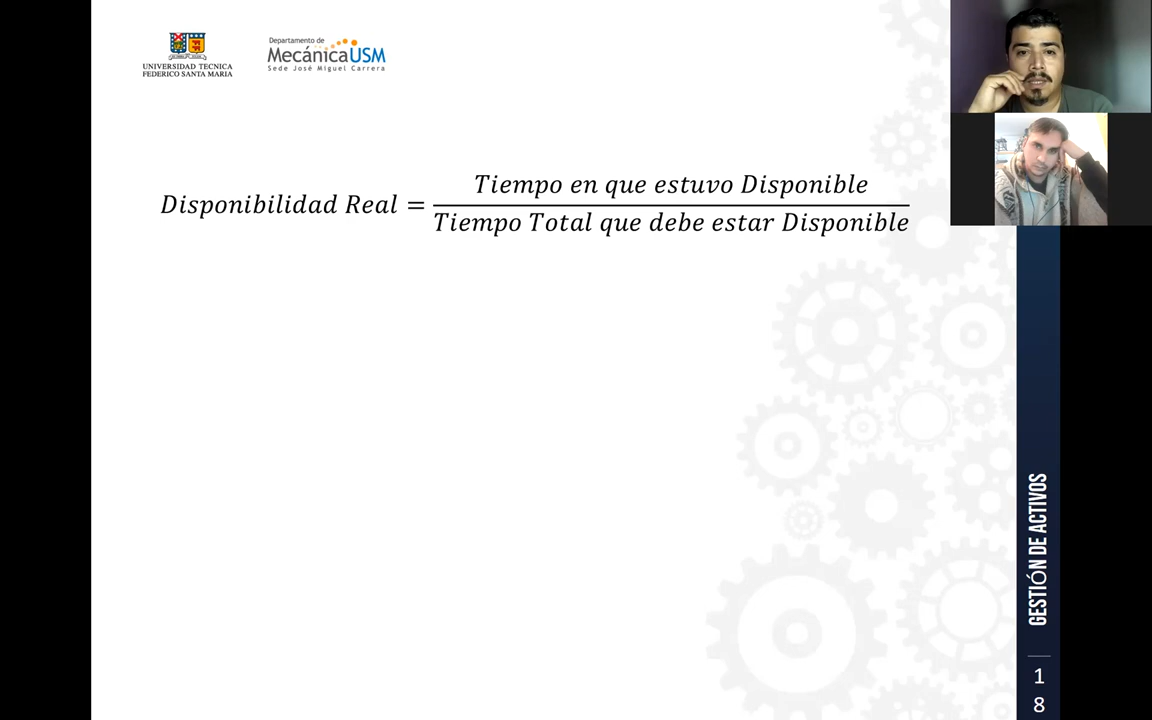 UNIVERSIDAD TECNICA
FEDERICO SANTA MARIA
Departamento de
MecánicaUSM
Sede José Miguel Carrera
Disponibilidad Real = Tiempo en que estuvo Disponible
Tiempo Total que debe estar Disponible
GESTIÓN DE ACTIVOS
1
8